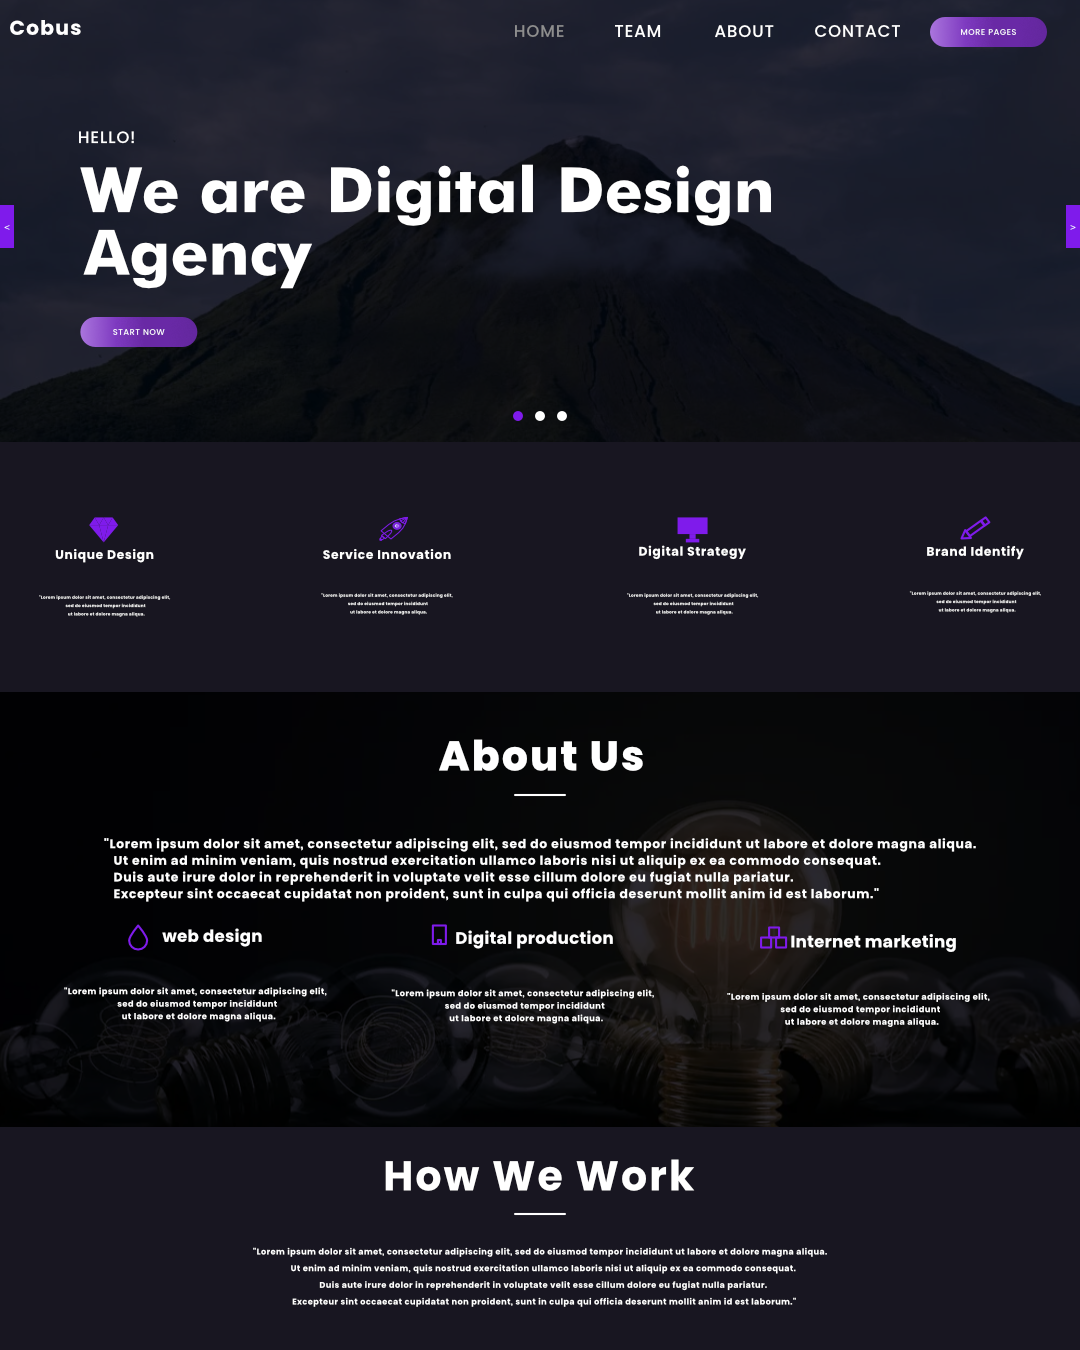 Cobus
HOME TEAM ABOUT CONTACT MORE PAGES
HELLO!
We are Digital Design
Agency
<
>
START NOW
Unique Design
"Lorem ipsum dolor sit amet, consectetur adipiscing elit,
sed do eiusmod tempor incididunt
ut labore et dolore magna aliqua.
Service Innovation
"Lorem ipsum dolor sit amet, consectetur adipiscing elit,
sed do eiusmod tempor incididunt
ut labore et dolore magna aliqua.
Digital Strategy
"Lorem ipsum dolor sit amet, consectetur adipiscing elit,
sed do eiusmod tempor incididunt
ut labore et dolore magna aliqua.
Brand Identify
"Lorem ipsum dolor sit amet, consectetur adipiscing elit,
sed do eiusmod tempor incididunt
ut labore et dolore magna aliqua.
About Us
"Lorem ipsum dolor sit amet, consectetur adipiscing elit, sed do eiusmod tempor incididunt ut labore et dolore magna aliqua.
Ut enim ad minim veniam, quis nostrud exercitation ullamco laboris nisi ut aliquip ex ea commodo consequat.
Duis aute irure dolor in reprehenderit in voluptate velit esse cillum dolore eu fugiat nulla pariatur.
Excepteur sint occaecat cupidatat non proident, sunt in culpa qui officia deserunt mollit anim id est laborum."
web design
"Lorem ipsum dolor sit amet, consectetur adipiscing elit,
sed do eiusmod tempor incididunt
ut labore et dolore magna aliqua.
Digital production
"Lorem ipsum dolor sit amet, consectetur adipiscing elit,
sed do eiusmod tempor incididunt
ut labore et dolore magna aliqua.
Internet marketing
"Lorem ipsum dolor sit amet, consectetur adipiscing elit,
sed do eiusmod tempor incididunt
ut labore et dolore magna aliqua.
How We Work
"Lorem ipsum dolor sit amet, consectetur adipiscing elit, sed do eiusmod tempor incididunt ut labore et dolore magna aliqua.
Ut enim ad minim veniam, quis nostrud exercitation ullamco laboris nisi ut aliquip ex ea commodo consequat.
Duis aute irure dolor in reprehenderit in voluptate velit esse cillum dolore eu fugiat nulla pariatur.
Excepteur sint occaecat cupidatat non proident, sunt in culpa qui officia deserunt mollit anim id est laborum."